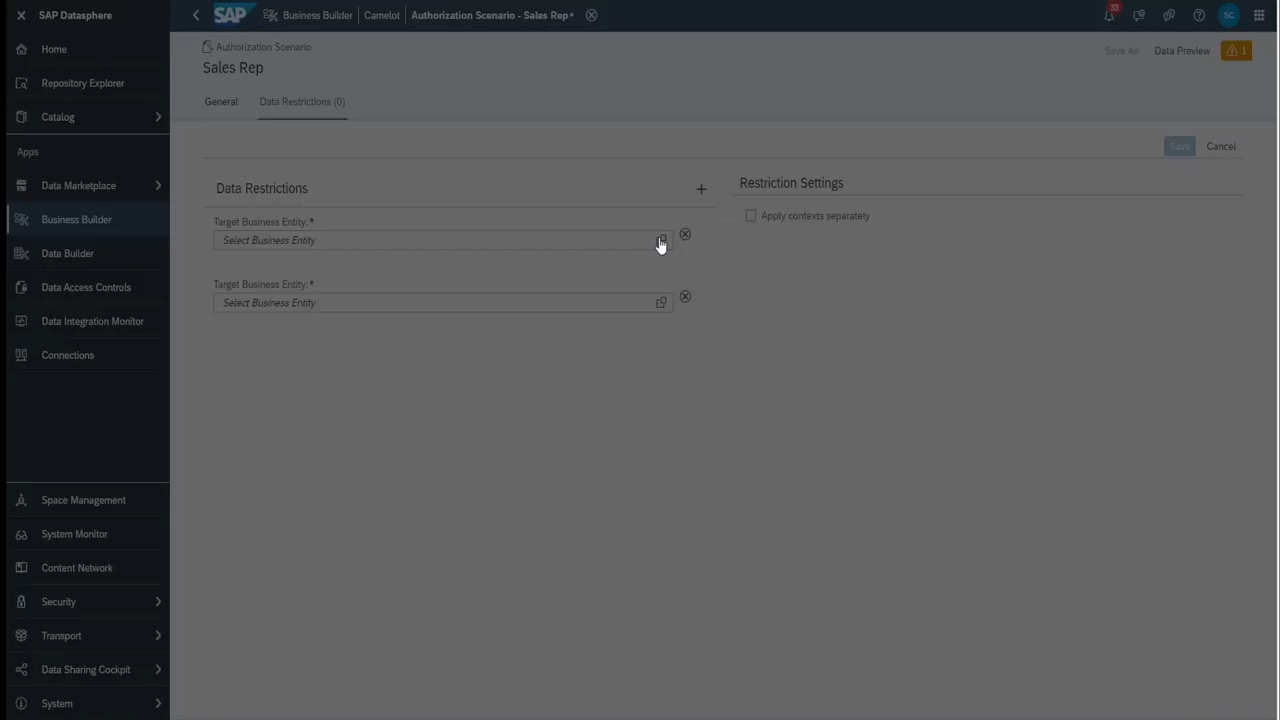 SAP Datasphere
SAP
Business Builder
Camelot
Authorization Scenario - Sales Rep*
33
SC
Home
Repository Explorer
Catalog
Apps
Data Marketplace
Business Builder
Data Builder
Data Access Controls
Data Integration Monitor
Connections
Space Management
System Monitor
Content Network
Security
Transport
Data Sharing Cockpit
System
Authorization Scenario
Sales Rep
Save As
Data Preview
1
General
Data Restrictions (0)
Save
Cancel
Data Restrictions
Target Business Entity:*
Select Business Entity
Target Business Entity:*
Select Business Entity
Restriction Settings
Apply contexts separately